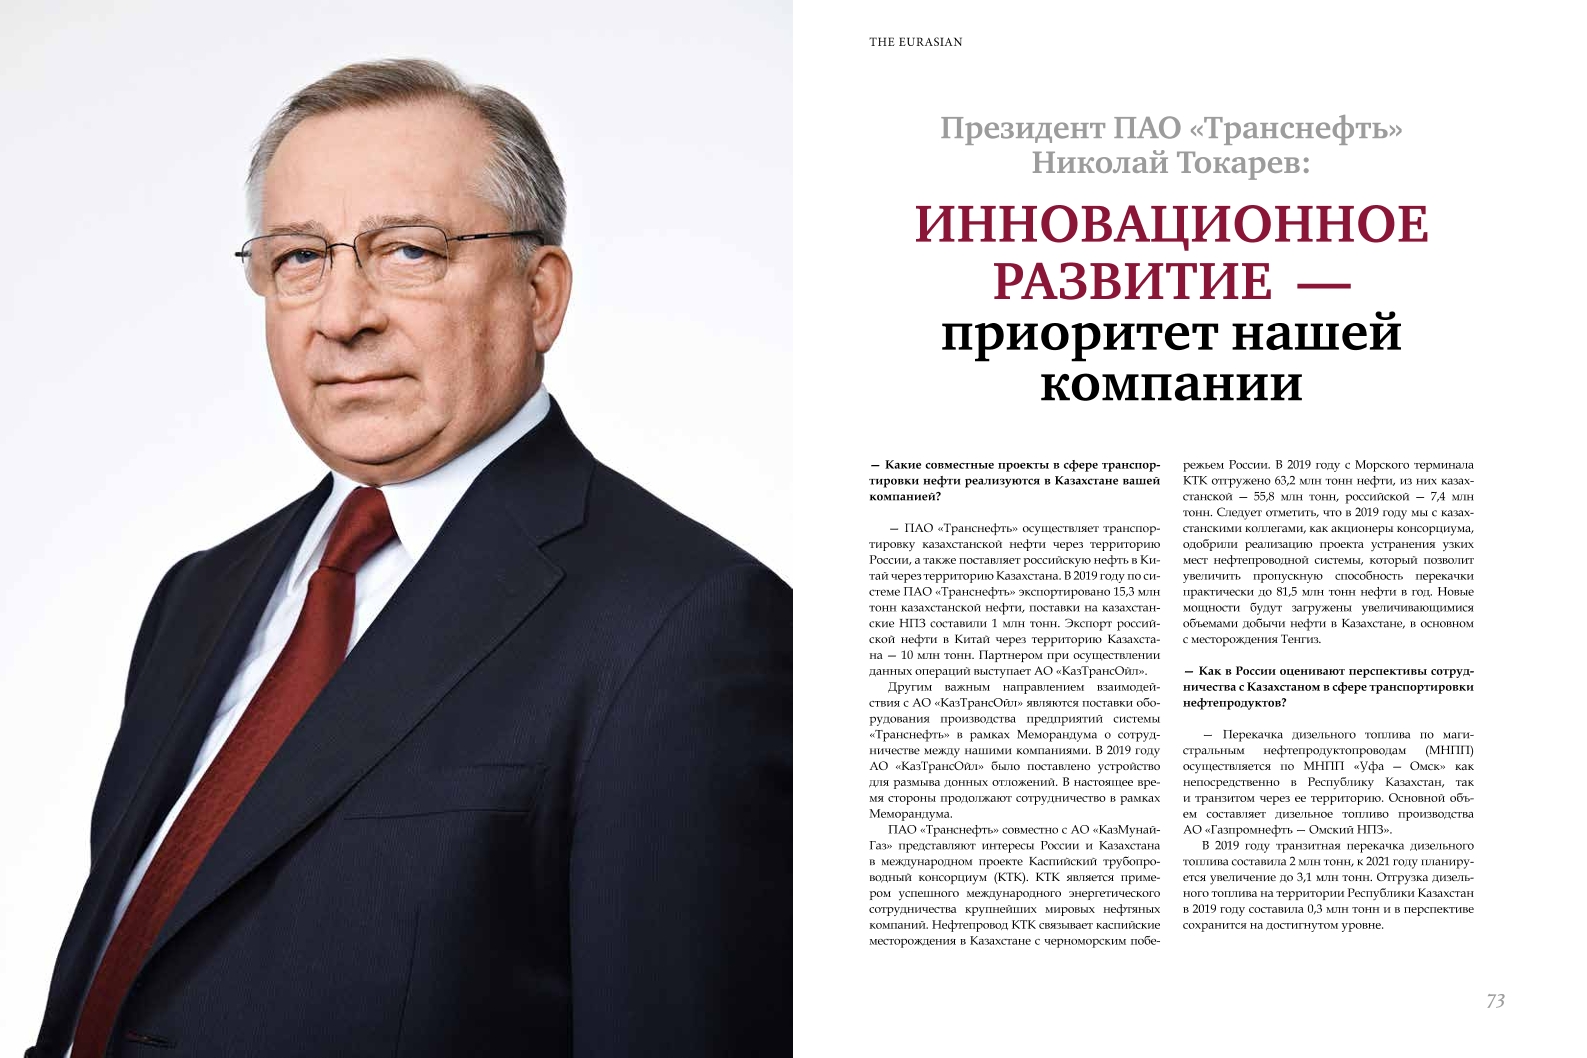 THE EURASIAN
Президент ПАО «Транснефть»
Николай Токарев:
ИННОВАЦИОННОЕ
РАЗВИТИЕ —
приоритет нашей
компании
— Какие совместные проекты в сфере транспор-
тировки нефти реализуются в Казахстане вашей
компанией?
— ПАО «Транснефть» осуществляет транспор-
тировку казахстанской нефти через территорию
России, а также поставляет российскую нефть в Ки-
тай через территорию Казахстана. В 2019 году по си-
стеме ПАО «Транснефть» экспортировано 15,3 млн
тонн казахстанской нефти, поставки на казахстан-
ские НПЗ составили 1 млн тонн. Экспорт россий-
ской нефти в Китай через территорию Казахста-
на — 10 млн тонн. Партнером при осуществлении
данных операций выступает АО «КазТрансОйл».
Другим важным направлением взаимодей-
ствия с АО «КазТрансОйл» являются поставки обо-
рудования производства предприятий системы
«Транснефть» в рамках Меморандума о сотруд-
ничестве между нашими компаниями. В 2019 году
АО «КазТрансОйл» было поставлено устройство
для размыва донных отложений. В настоящее вре-
мя стороны продолжают сотрудничество в рамках
Меморандума.
ПАО «Транснефть» совместно с АО «КазМунай-
Газ» представляют интересы России и Казахстана
в международном проекте Каспийский трубопро-
водный консорциум (КТК). КТК является приме-
ром успешного международного энергетического
сотрудничества крупнейших мировых нефтяных
компаний. Нефтепровод КТК связывает каспийские
месторождения в Казахстане с черноморским побе-
режьем России. В 2019 году с Морского терминала
КТК отгружено 63,2 млн тонн нефти, из них казах-
станской — 55,8 млн тонн, российской — 7,4 млн
тонн. Следует отметить, что в 2019 году мы с казах-
станскими коллегами, как акционеры консорциума,
одобрили реализацию проекта устранения узких
мест нефтепроводной системы, который позволит
увеличить пропускную способность перекачки
практически до 81,5 млн тонн нефти в год. Новые
мощности будут загружены увеличивающимися
объемами добычи нефти в Казахстане, в основном
с месторождения Тенгиз.
— Как в России оценивают перспективы сотруд-
ничества с Казахстаном в сфере транспортировки
нефтепродуктов?
— Перекачка дизельного топлива по маги-
стральным нефтепродуктопроводам (МНПП)
осуществляется по МНПП «Уфа — Омск» как
непосредственно в Республику Казахстан, так
и транзитом через ее территорию. Основной объ-
ем составляет дизельное топливо производства
АО «Газпромнефть — Омский НПЗ».
В 2019 году транзитная перекачка дизельного
топлива составила 2 млн тонн, к 2021 году планиру-
ется увеличение до 3,1 млн тонн. Отгрузка дизель-
ного топлива на территории Республики Казахстан
в 2019 году составила 0,3 млн тонн и в перспективе
сохранится на достигнутом уровне.
73